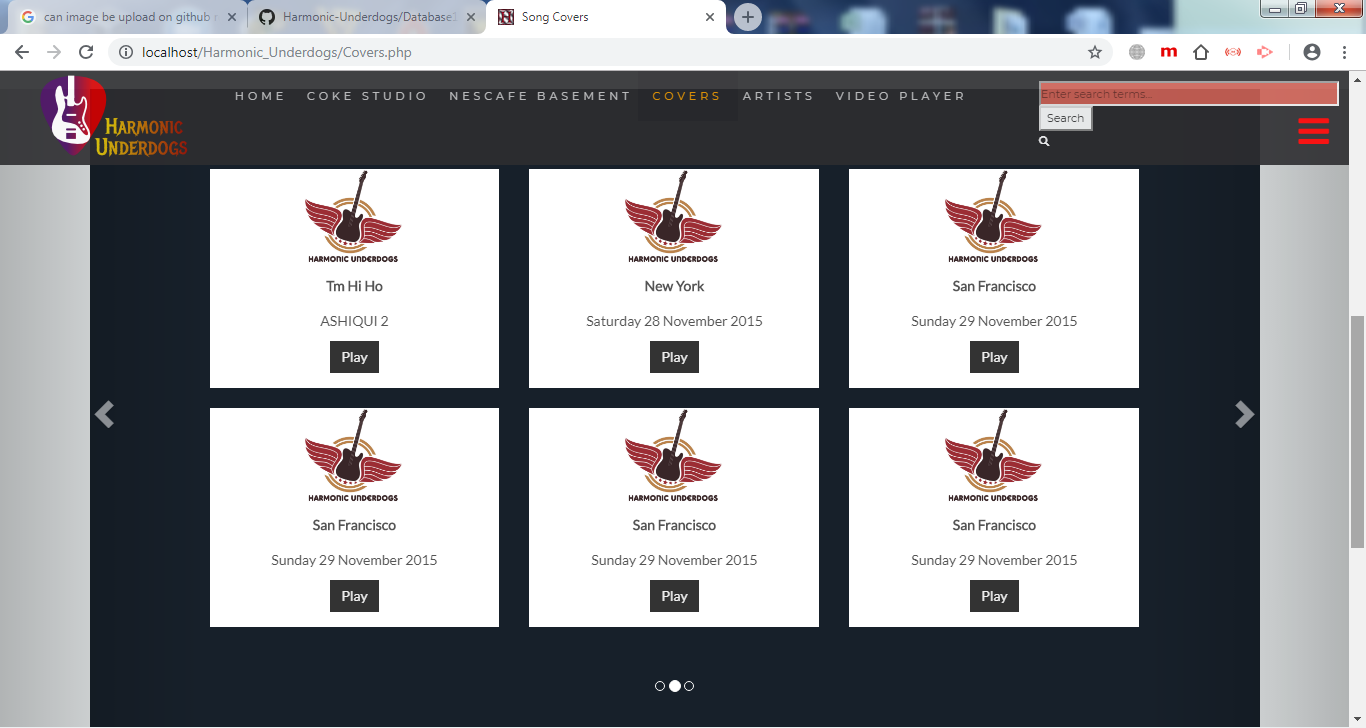 can image be upload on github r
Harmonic-Underdogs/Database1
Song Covers
localhost/Harmonic_Underdogs/Covers.php
HARMONIC UNDERDOGS
HOME COKE STUDIO NESCAFE BASEMENT COVERS ARTISTS VIDEO PLAYER
Enter search terms...
Search
HARMONIC UNDERDOGS HARMONIC UNDERDOGS HARMONIC UNDERDOGS
Tm Hi Ho New York San Francisco
ASHIQUI 2 Saturday 28 November 2015 Sunday 29 November 2015
Play Play Play
HARMONIC UNDERDOGS HARMONIC UNDERDOGS HARMONIC UNDERDOGS
San Francisco San Francisco San Francisco
Sunday 29 November 2015 Sunday 29 November 2015 Sunday 29 November 2015
Play Play Play